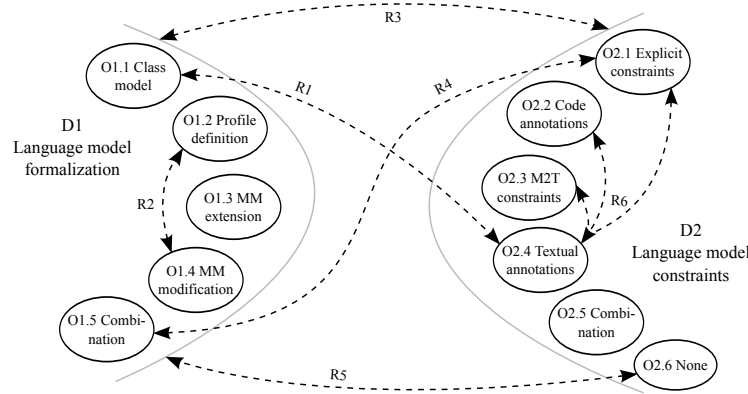 R3
O1.1 Class
model
O2.1 Explicit
constraints
R1
R4
O1.2 Profile
definition
O2.2 Code
annotations
D1
Language model
formalization
O1.3 MM
extension
O2.3 M2T
constraints
R2
R6
O1.4 MM
modification
O2.4 Textual
annotations
D2
Language model
constraints
O1.5 Combi-
nation
O2.5 Combi-
nation
R5
O2.6 None